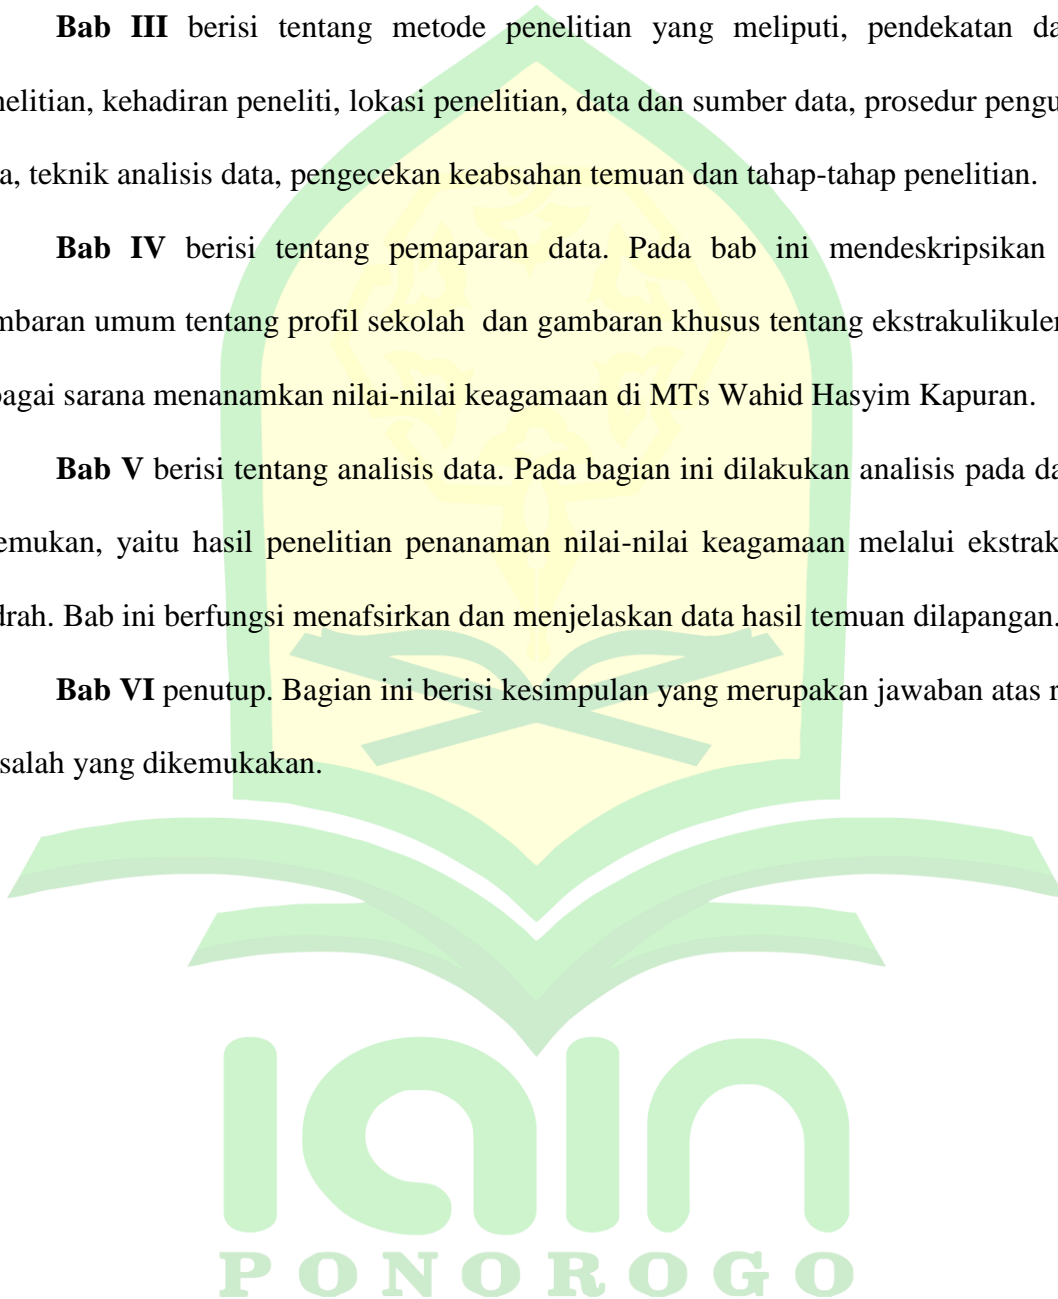 Bab III berisi tentang metode penelitian yang meliputi, pendekatan da
nelitian, kehadiran peneliti, lokasi penelitian, data dan sumber data, prosedur pengu
a, teknik analisis data, pengecekan keabsahan temuan dan tahap-tahap penelitian.
Bab IV berisi tentang pemaparan data. Pada bab ini mendeskripsikan
mbaran umum tentang profil sekolah dan gambaran khusus tentang ekstrakulikuler
bagai sarana menanamkan nilai-nilai keagamaan di MTs Wahid Hasyim Kapuran.
Bab V berisi tentang analisis data. Pada bagian ini dilakukan analisis pada da
emukan, yaitu hasil penelitian penanaman nilai-nilai keagamaan melalui ekstrak
drah. Bab ini berfungsi menafsirkan dan menjelaskan data hasil temuan dilapangan.
Bab VI penutup. Bagian ini berisi kesimpulan yang merupakan jawaban atas r
salah yang dikemukakan.
IAIN
PONOROGO